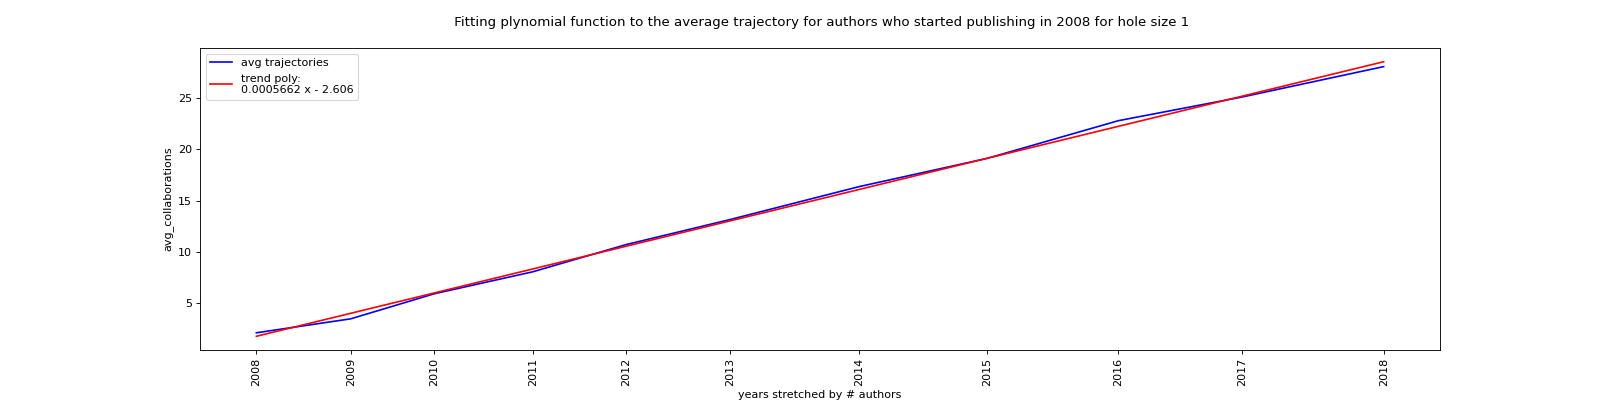 Fitting plynomial function to the average trajectory for authors who started publishing in 2008 for hole size 1
avg trajectories
trend poly:
0.0005662 x - 2.606
25
20
15
10
5
avg_collaborations
2008
2009
2010
2011
2012
2013
2014
2015
2016
2017
2018
years stretched by # authors